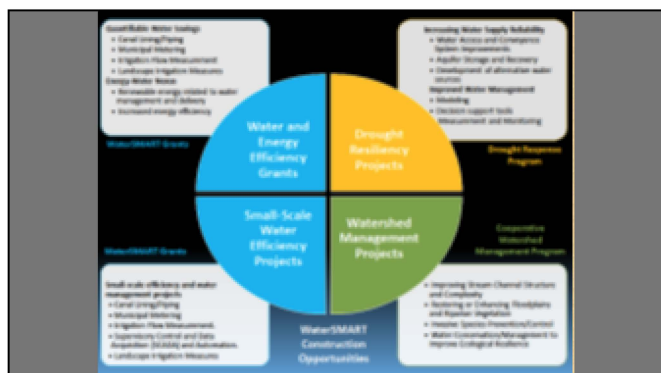 Quantifiable Water Savings
• Canal Lining/Piping
• Municipal Metering
• Irrigation Flow Measurement
• Landscape Irrigation Measures
Energy-Water Nexus
• Renewable energy related to water
management and delivery
• Increased energy efficiency
WaterSMART Grants
Increasing Water Supply Reliability
• Water Access and Conveyance
System Improvements
• Aquifer Storage and Recovery
• Development of alternative water
sources
Improved Water Management
• Modeling
• Decision support tools
Measurement and Monitoring
Drought Response
Program
Water and
Energy
Efficiency
Grants
Drought
Resiliency
Projects
Small-Scale
Water
Efficiency
Projects
Watershed
Management
Projects
WaterSMART Grants
Small-scale efficiency and water
management projects
• Canal Lining/Piping
• Municipal Metering
• Irrigation Flow Measurement
• Supervisory Control and Data
Acquisition (SCADA) and Automation
• Landscape Irrigation Measures
Cooperative
Watershed
Management Program
• Improving Stream Channel Structure
and Complexity
• Restoring or Enhancing Floodplains
and Riparian Vegetation
• Invasive Species Prevention/Control
• Water Conservation/Management to
Improve Ecological Resilience
WaterSMART
Construction
Opportunities